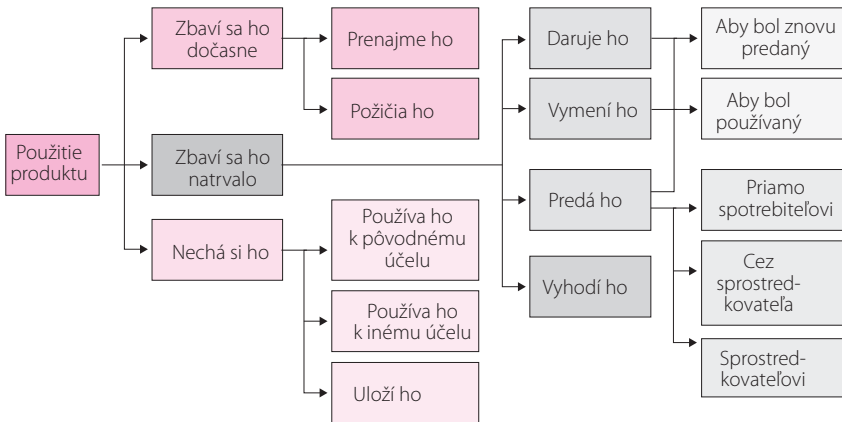 Použitie
produktu
Zbaví sa ho
dočasne
Prenajme ho
Požičia ho
Zbaví sa ho
natrvalo
Nechá si ho
Používa ho
k pôvodnému
účelu
Používa ho
k inému účelu
Uloží ho
Daruje ho
Vymení ho
Predá ho
Vyhodí ho
Aby bol znovu
predaný
Aby bol
používaný
Priamo
spotrebiteľovi
Cez
sprostred-
kovateľa
Sprostred-
kovateľovi